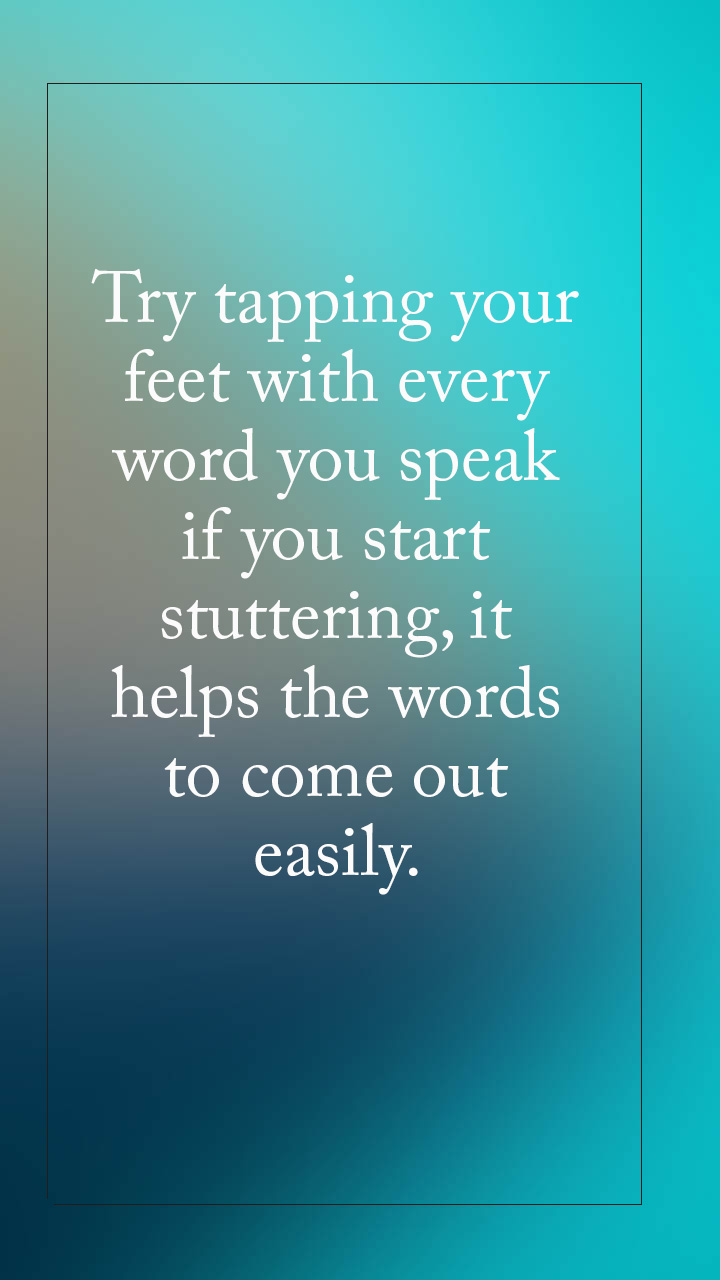 Try tapping your
feet with every
word you speak
if you start
stuttering, it
helps the words
to come out
easily.